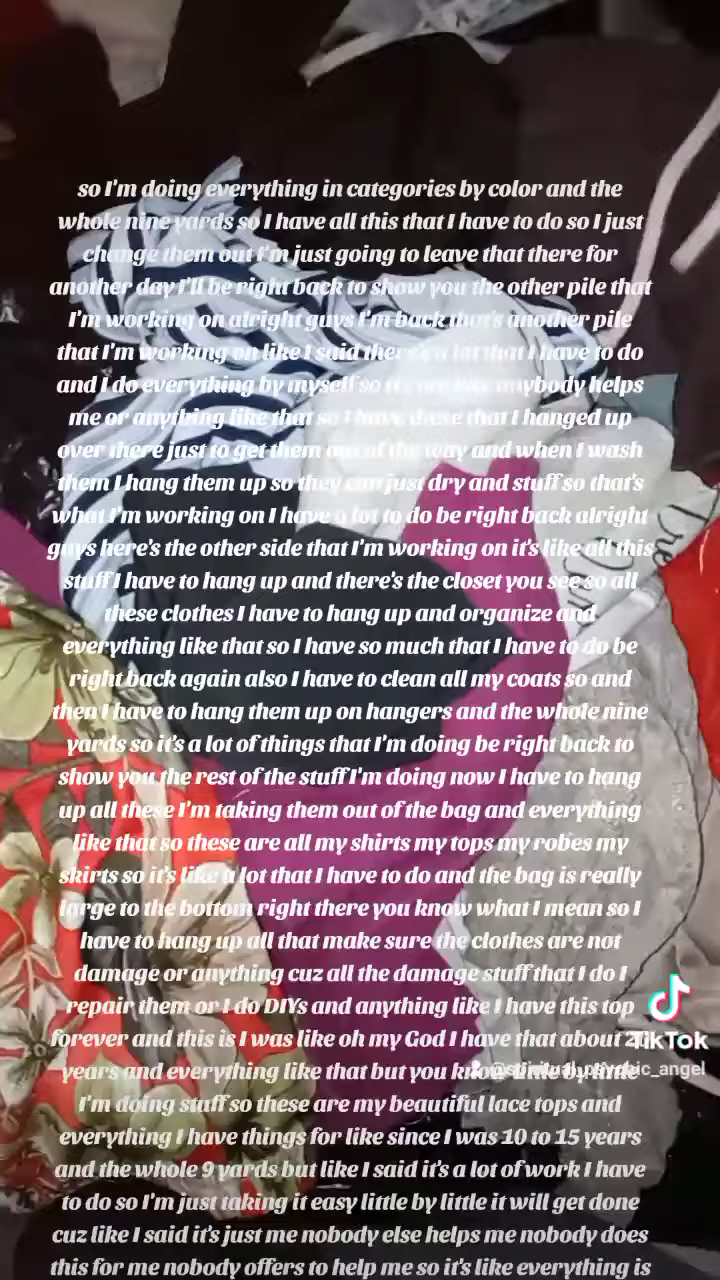 so I'm doing everything in categories by color and the
whole nine yards so I have all this that I have to do so I just
change them out I'm just going to leave that there for
another day I'll be right back to show you the other pile that
I'm working on alright guys I'm back that's another pile
that I'm working on like I said there's a lot that I have to do
and I do everything by myself so anybody helps
me or anything like that so I have these that I hanged up
over there just to get them out of the way and when I wash
them I hang them up so they can just dry and stuff so that's
what I'm working on I have a lot to do be right back alright
guys here's the other side that I'm working on it's like all this
stuff I have to hang up and there's the closet you see so all
these clothes I have to hang up and organize and
everything like that so I have so much that I have to do be
right back again also I have to clean all my coats so and
then I have to hang them up on hangers and the whole nine
yards so it's a lot of things that I'm doing be right back to
show you the rest of the stuff I'm doing now I have to hang
up all these I'm taking them out of the bag and everything
like that so these are all my shirts my tops my robes my
skirts so it's like a lot that I have to do and the bag is really
large to the bottom right there you know what I mean so I
have to hang up all that make sure the clothes are not
damage or anything cuz all the damage stuff that I do I
repair them or I do DIYs and anything like I have this top
forever and this is I was like oh my God I have that about
TikTok
years and everything like that but you know little by little
_angel
I'm doing stuff so these are my beautiful lace tops and
everything I have things for like since I was 10 to 15 years
and the whole 9 yards but like I said it's a lot of work I have
to do so I'm just taking it easy little by little it will get done
cuz like I said it's just me nobody else helps me nobody does
this for me nobody offers to help me so it's like everything is